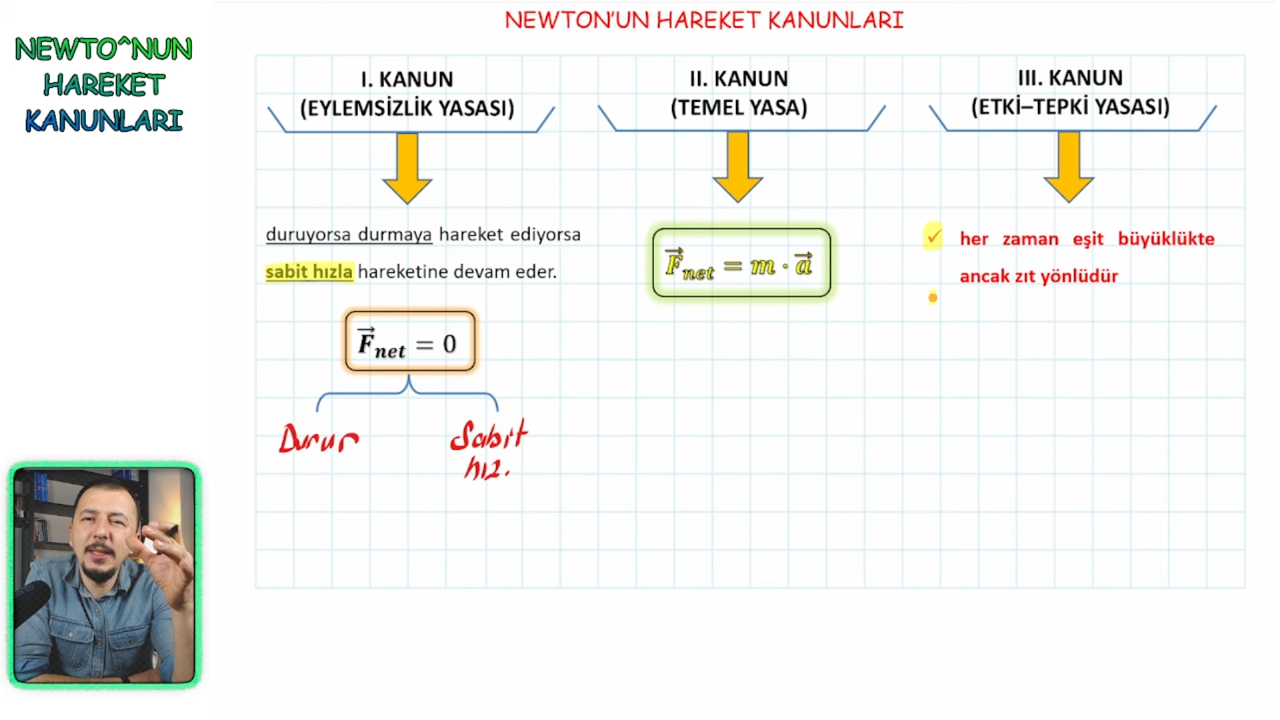 NEWTON'UN HAREKET KANUNLARI
NEWTO^NUN
HAREKET
KANUNLARI
I. KANUN
(EYLEMSİZLİK YASASI)
duruyorsa durmaya hareket ediyorsa
sabit hızla hareketine devam eder.
F⃗net = 0
Durur
Sabit
hız.
II. KANUN
(TEMEL YASA)
F⃗net = m · a⃗
III. KANUN
(ETKİ–TEPKİ YASASI)
✓ her zaman eşit büyüklükte
ancak zıt yönlüdür